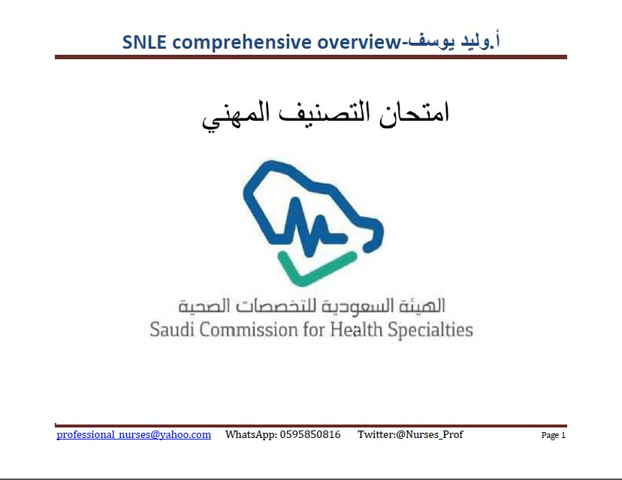 SNLE comprehensive overview-أ.وليد يوسف
امتحان التصنيف المهني
الهيئة السعودية للتخصصات الصحية
Saudi Commission for Health Specialties
professional_nurses@yahoo.com WhatsApp: 0595850816 Twitter:@Nurses_Prof Page 1